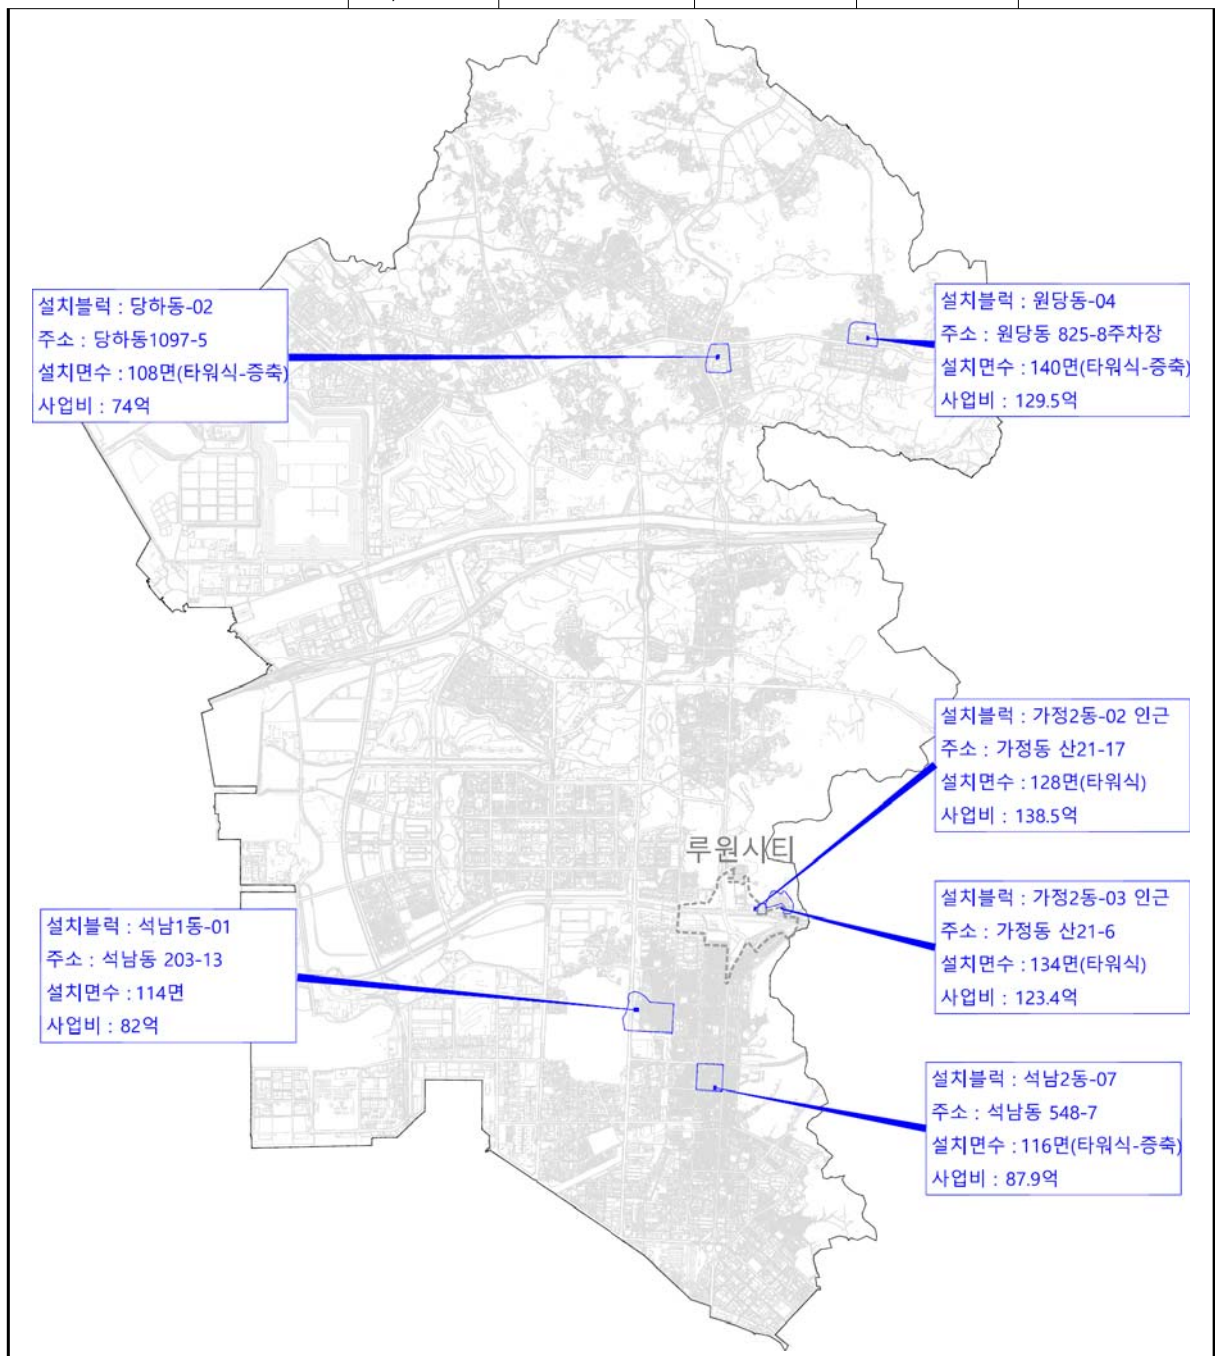 설치블럭 : 당하동-02
주소 : 당하동1097-5
설치면수 : 108면(타워식-증축)
사업비 : 74억
설치블럭 : 원당동-04
주소 : 원당동 825-8주차장
설치면수 : 140면(타워식-증축)
사업비 : 129.5억
설치블럭 : 가정2동-02 인근
주소 : 가정동 산21-17
설치면수 : 128면(타워식)
사업비 : 138.5억
루원시티
설치블럭 : 가정2동-03 인근
주소 : 가정동 산21-6
설치면수 : 134면(타워식)
사업비 : 123.4억
설치블럭 : 석남1동-01
주소 : 석남동 203-13
설치면수 : 114면
사업비 : 82억
설치블럭 : 석남2동-07
주소 : 석남동 548-7
설치면수 : 116면(타워식-증축)
사업비 : 87.9억